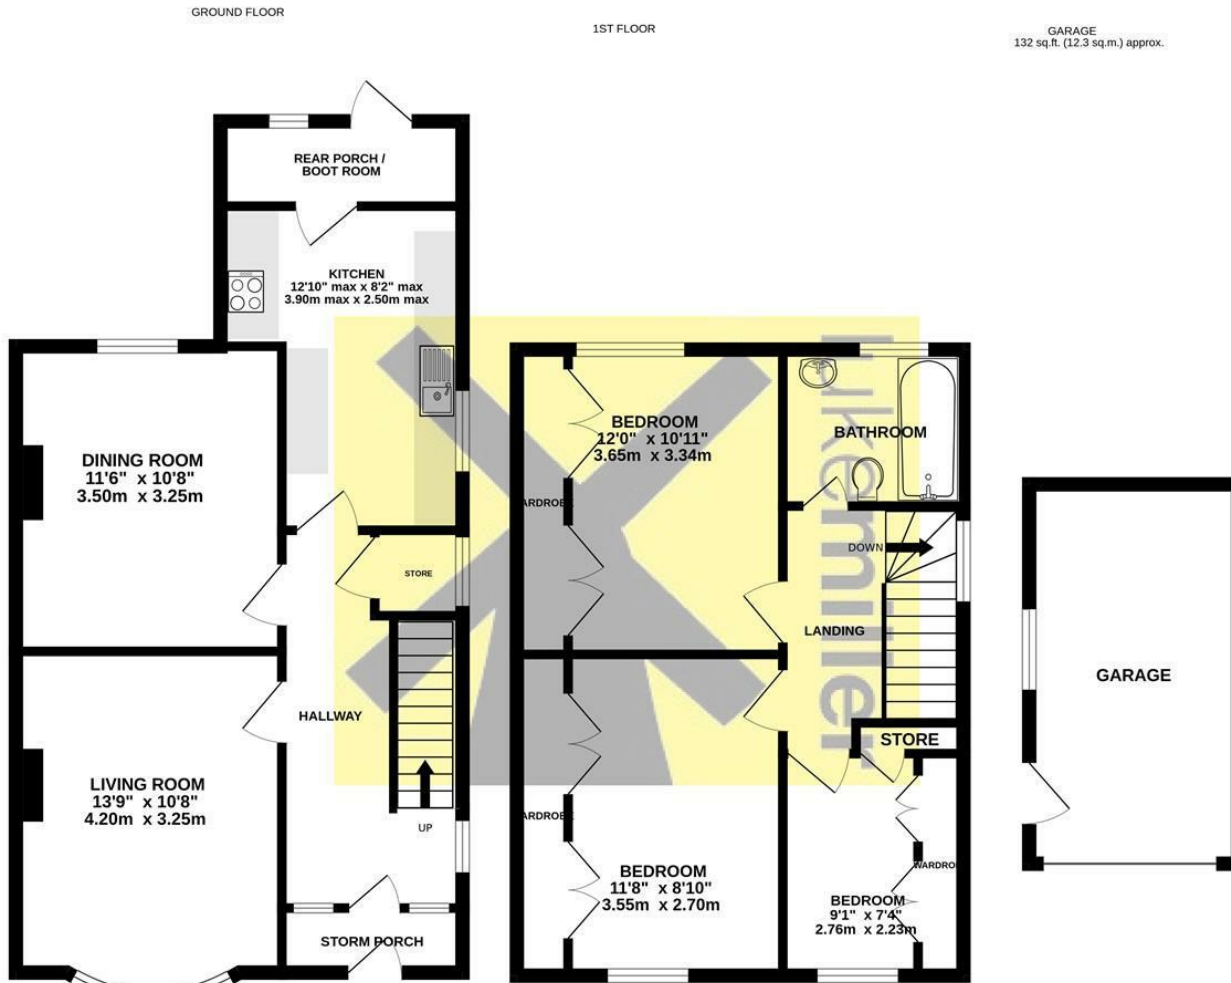 GROUND FLOOR
1ST FLOOR
GARAGE
132 sq.ft. (12.3 sq.m.) approx.
REAR PORCH /
BOOT ROOM
KITCHEN
12'10" max x 8'2" max
3.90m max x 2.50m max
DINING ROOM
11'6" x 10'8"
3.50m x 3.25m
STORE
HALLWAY
LIVING ROOM
13'9" x 10'8"
4.20m x 3.25m
UP
STORM PORCH
BEDROOM
12'0" x 10'11"
3.65m x 3.34m
ARDROBE
BATHROOM
DOWN
LANDING
STORE
ARDROBE
BEDROOM
11'8" x 8'10"
3.55m x 2.70m
WARDRO
BEDROOM
9'1" x 7'4"
2.76m x 2.23m
GARAGE
lukemiller